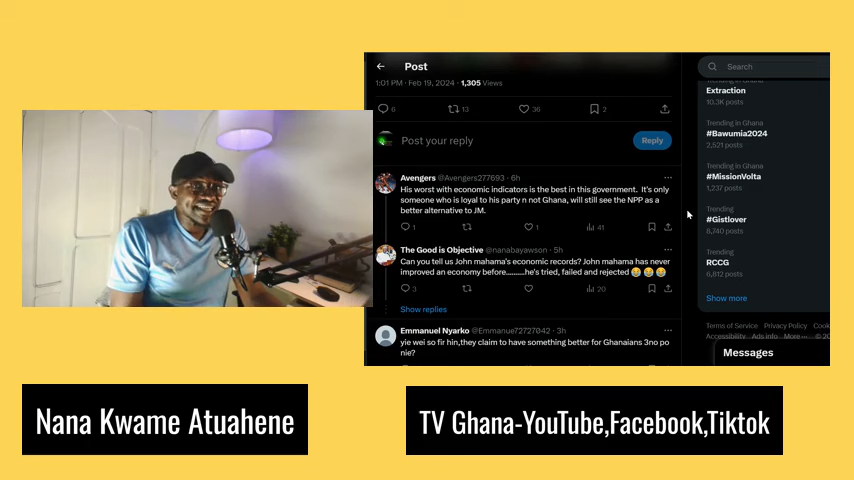 Post
Search
1:01 PM · Feb 19, 2024 · 1,305 Views
Extraction
10.3K posts
6 13 36 2
Trending in Ghana
#Bawumia2024
2,521 posts
Post your reply
Reply
Trending in Ghana
#MissionVolta
1,237 posts
Avengers @Avengers277693 · 6h
His worst with economic indicators is the best in this government. It's only
someone who is loyal to his party n not Ghana, will still see the NPP as a
better alternative to JM.
1 1 41
Trending
#Gistlover
8,740 posts
The Good is Objective @nanabayawson · 5h
Can you tell us John mahama's economic records? John mahama has never
improved an economy before.........he's tried, failed and rejected 😂😂😂
3 20
Trending
RCCG
6,812 posts
Show more
Show replies
Terms of Service Privacy Policy
Accessibility Ads info More ··· © 20
Emmanuel Nyarko @Emmanue72727042 · 3h
yie wei so fir hin,they claim to have something better for Ghanaians 3no po
nie?
Messages
Nana Kwame Atuahene
TV Ghana-YouTube,Facebook,Tiktok